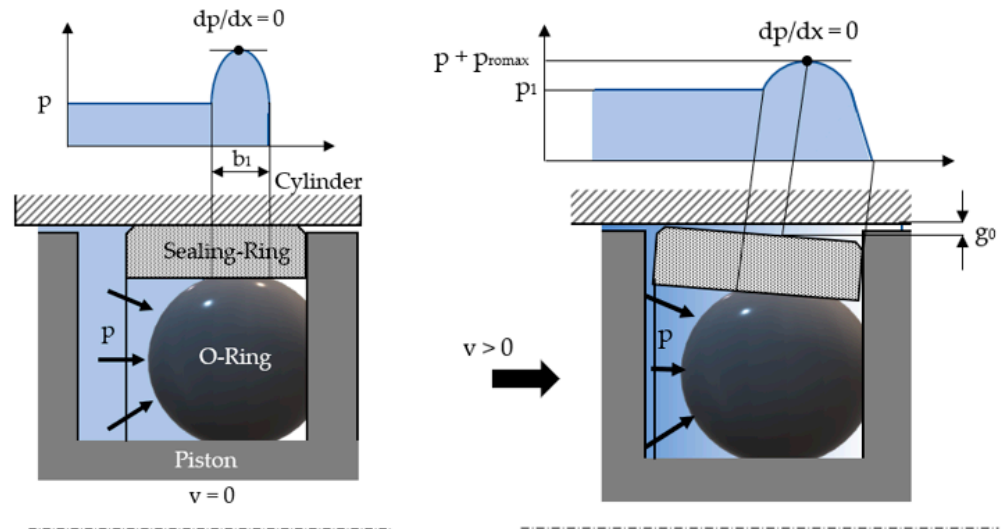 dp/dx = 0
p
b₁
Cylinder
Sealing-Ring
p
O-Ring
Piston
v = 0
dp/dx = 0
p + pᵣₒₘₐₓ
p₁
g₀
v > 0
p